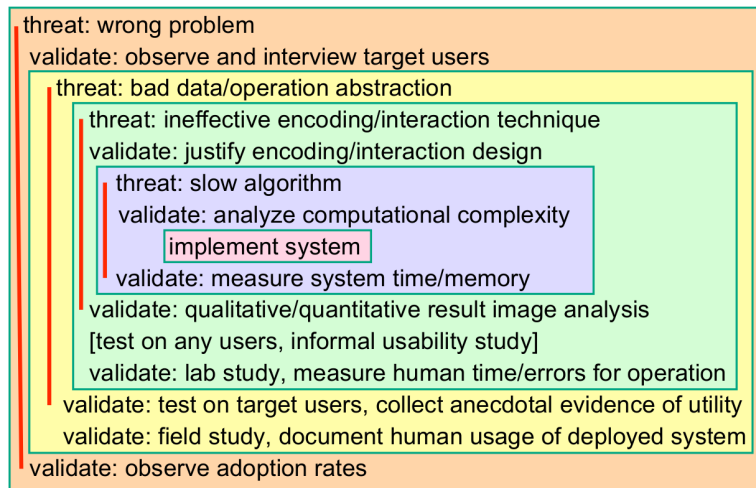 threat: wrong problem
validate: observe and interview target users
threat: bad data/operation abstraction
threat: ineffective encoding/interaction technique
validate: justify encoding/interaction design
threat: slow algorithm
validate: analyze computational complexity
implement system
validate: measure system time/memory
validate: qualitative/quantitative result image analysis
[test on any users, informal usability study]
validate: lab study, measure human time/errors for operation
validate: test on target users, collect anecdotal evidence of utility
validate: field study, document human usage of deployed system
validate: observe adoption rates